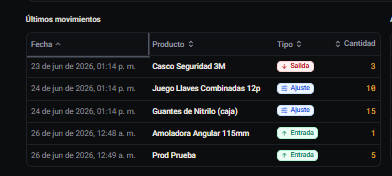 Últimos movimientos
Fecha Producto Tipo Cantidad
23 de jun de 2026, 01:14 p. m. Casco Seguridad 3M Salida 3
24 de jun de 2026, 01:14 p. m. Juego Llaves Combinadas 12p Ajuste 10
24 de jun de 2026, 01:14 p. m. Guantes de Nitrilo (caja) Ajuste 15
26 de jun de 2026, 12:48 a. m. Amoladora Angular 115mm Entrada 1
26 de jun de 2026, 12:49 a. m. Prod Prueba Entrada 5